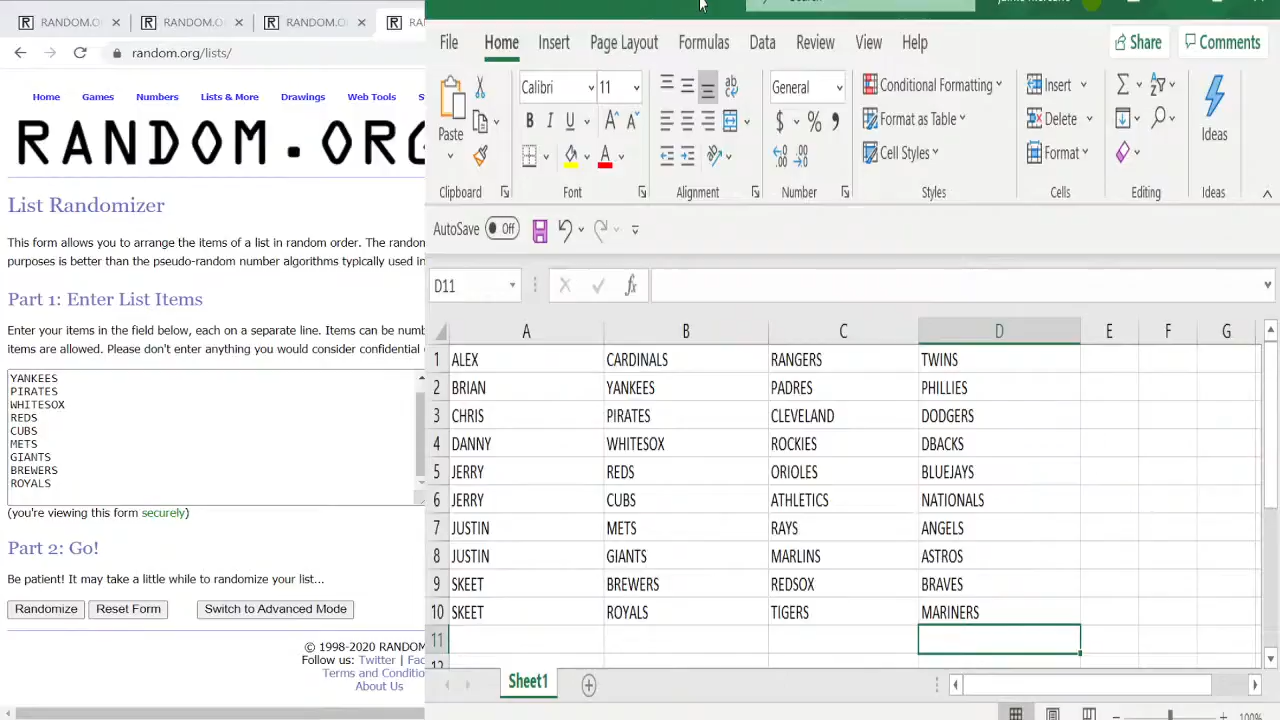 RANDOM.OR
RANDOM.OR
RANDOM.OR
random.org/lists/
Home Games Numbers Lists & More Drawings Web Tools S
RANDOM.ORG
List Randomizer
This form allows you to arrange the items of a list in random order. The random
purposes is better than the pseudo-random number algorithms typically used in
Part 1: Enter List Items
Enter your items in the field below, each on a separate line. Items can be numb
items are allowed. Please don't enter anything you would consider confidential
YANKEES
PIRATES
WHITESOX
REDS
CUBS
METS
GIANTS
BREWERS
ROYALS
(you're viewing this form securely)
Part 2: Go!
Be patient! It may take a little while to randomize your list...
Randomize Reset Form Switch to Advanced Mode
© 1998-2020 RANDOM
Follow us: Twitter | Fac
Terms and Conditio
About Us
File Home Insert Page Layout Formulas Data Review View Help Share Comments
Calibri 11 General Conditional Formatting Insert
Paste B I U A A $ % Format as Table Delete Ideas
A Cell Styles Format
Clipboard Font Alignment Number Styles Cells Editing Ideas
AutoSave Off
D11 fx
A B C D E F G
1 ALEX CARDINALS RANGERS TWINS
2 BRIAN YANKEES PADRES PHILLIES
3 CHRIS PIRATES CLEVELAND DODGERS
4 DANNY WHITESOX ROCKIES DBACKS
5 JERRY REDS ORIOLES BLUEJAYS
6 JERRY CUBS ATHLETICS NATIONALS
7 JUSTIN METS RAYS ANGELS
8 JUSTIN GIANTS MARLINS ASTROS
9 SKEET BREWERS REDSOX BRAVES
10 SKEET ROYALS TIGERS MARINERS
11
12
Sheet1
100%